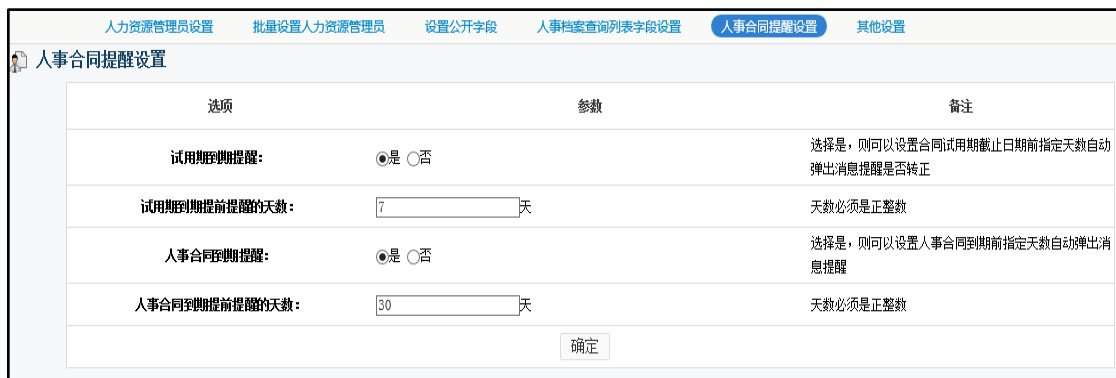 人力资源管理员设置 批量设置人力资源管理员 设置公开字段 人事档案查询列表字段设置 人事合同提醒设置 其他设置
人事合同提醒设置
选项 参数 备注
试用期到期提醒： 是 否 选择是，则可以设置合同试用期截止日期前指定天数自动
弹出消息提醒是否转正
试用期到期提前提醒的天数： 7 天 天数必须是正整数
人事合同到期提醒： 是 否 选择是，则可以设置人事合同到期前指定天数自动弹出消
息提醒
人事合同到期提前提醒的天数： 30 天 天数必须是正整数
确定